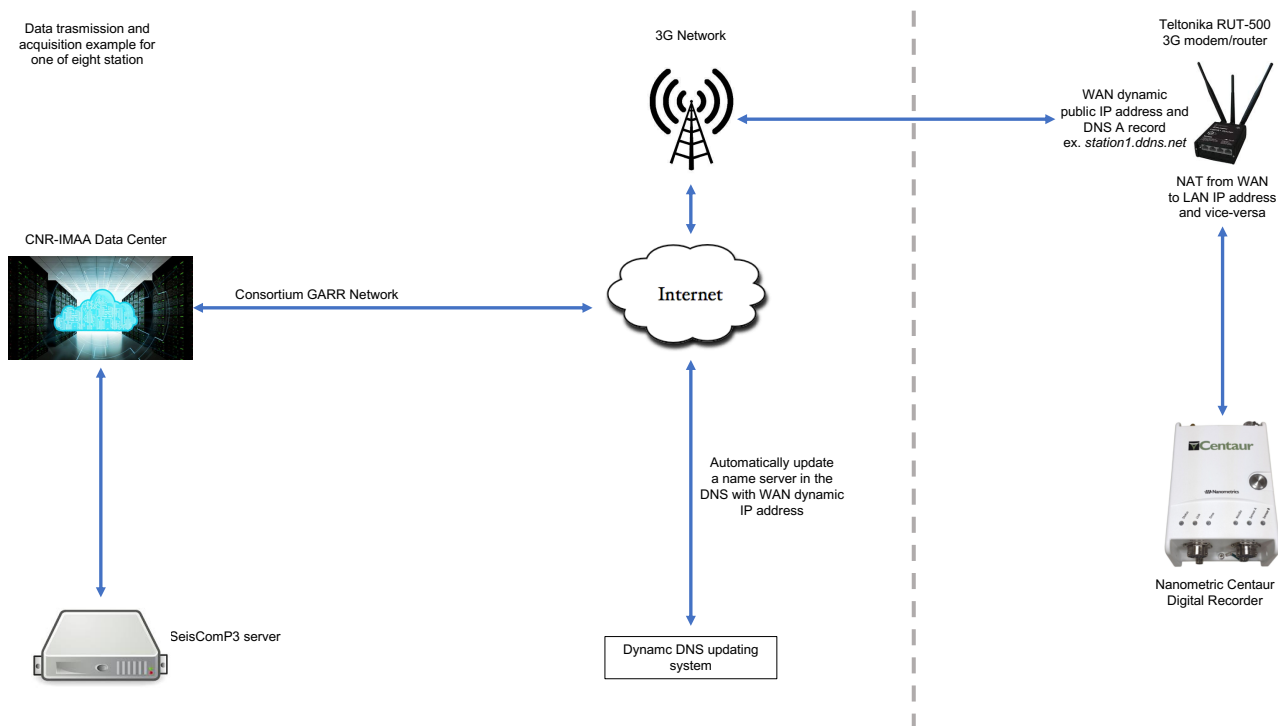 Data trasmission and
acquisition example for
one of eight station
3G Network
Teltonika RUT-500
3G modem/router
WAN dynamic
public IP address and
DNS A record
ex. station1.ddns.net
NAT from WAN
to LAN IP address
and vice-versa
CNR-IMAA Data Center
Consortium GARR Network
Internet
Automatically update
a name server in the
DNS with WAN dynamic
IP address
Centaur
Nanometrics
Nanometric Centaur
Digital Recorder
SeisComP3 server
Dynamc DNS updating
system